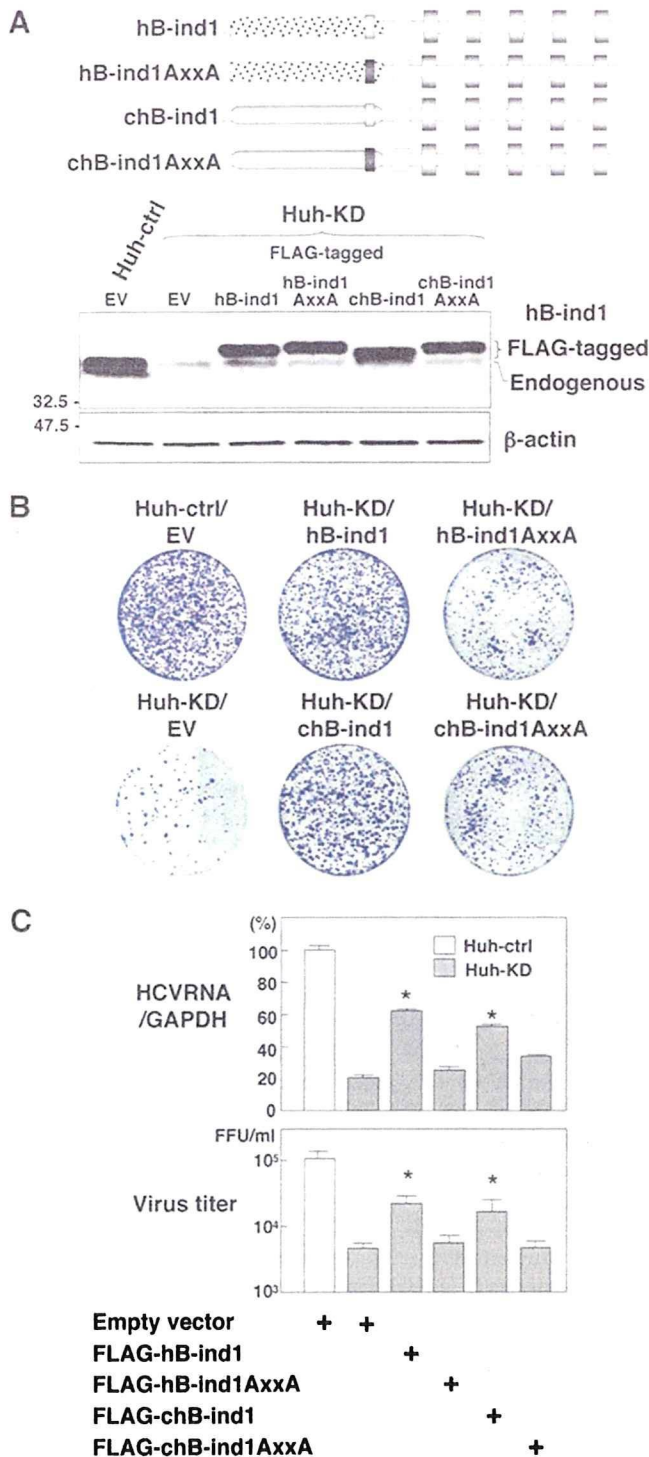 A
hB-ind1
hB-ind1AxxA
chB-ind1
chB-ind1AxxA
Huh-ctrl
Huh-KD
FLAG-tagged
EV EV hB-ind1 hB-ind1 AxxA chB-ind1 chB-ind1 AxxA
hB-ind1
FLAG-tagged
Endogenous
32.5 -
47.5 -
β-actin
B
Huh-ctrl/ EV
Huh-KD/ hB-ind1
Huh-KD/ hB-ind1AxxA
Huh-KD/ EV
Huh-KD/ chB-ind1
Huh-KD/ chB-ind1AxxA
C
(%)
100
80
60
40
20
0
HCVRNA
/GAPDH
Huh-ctrl
Huh-KD
* *
FFU/ml
10⁵
10⁴
10³
Virus titer
* *
Empty vector + +
FLAG-hB-ind1 +
FLAG-hB-ind1AxxA +
FLAG-chB-ind1 +
FLAG-chB-ind1AxxA +